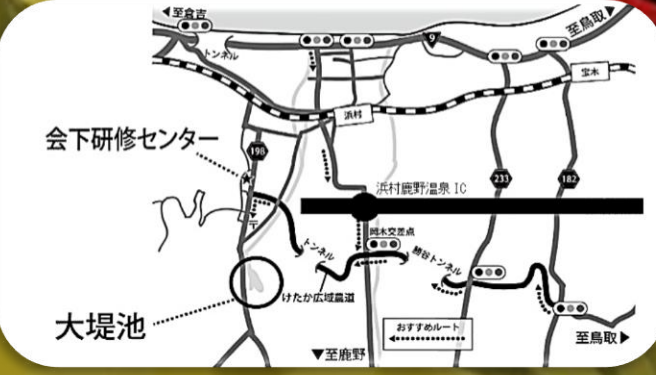 ◀至倉吉
至鳥取▶
トンネル
9
宝木
浜村
会下研修センター
198
浜村鹿野温泉 IC
233
182
岡木交差点
トンネル
勝谷トンネル
けたか広域農道
大堤池
おすすめルート
▼至鹿野
至鳥取▶